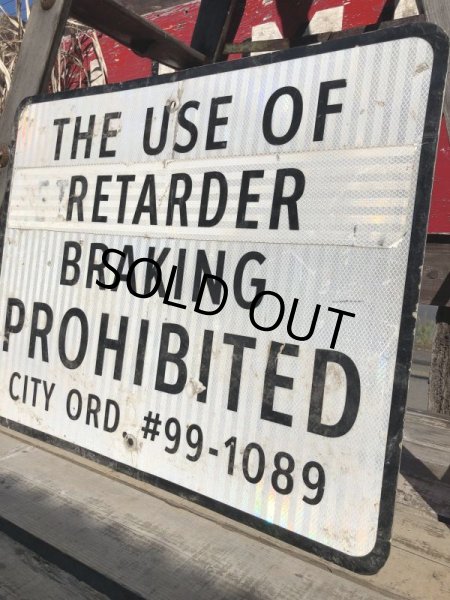 THE USE OF
RETARDER
BRAKING
SOLD OUT
PROHIBITED
CITY ORD #99-1089